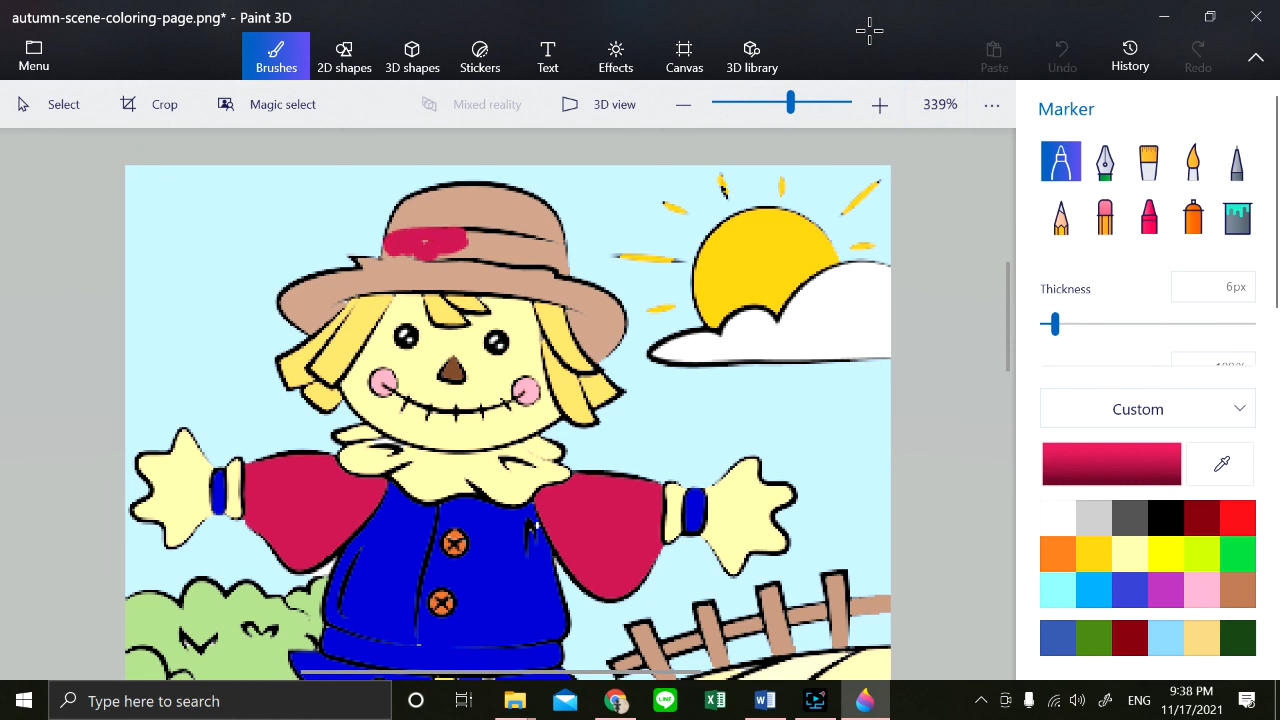 autumn-scene-coloring-page.png* - Paint 3D
Menu
Brushes
2D shapes
3D shapes
Stickers
Text
Effects
Canvas
3D library
Paste
Undo
History
Redo
Select
Crop
Magic select
Mixed reality
3D view
339%
Marker
Thickness
6px
Custom
Type here to search
ENG
9:38 PM
11/17/2021